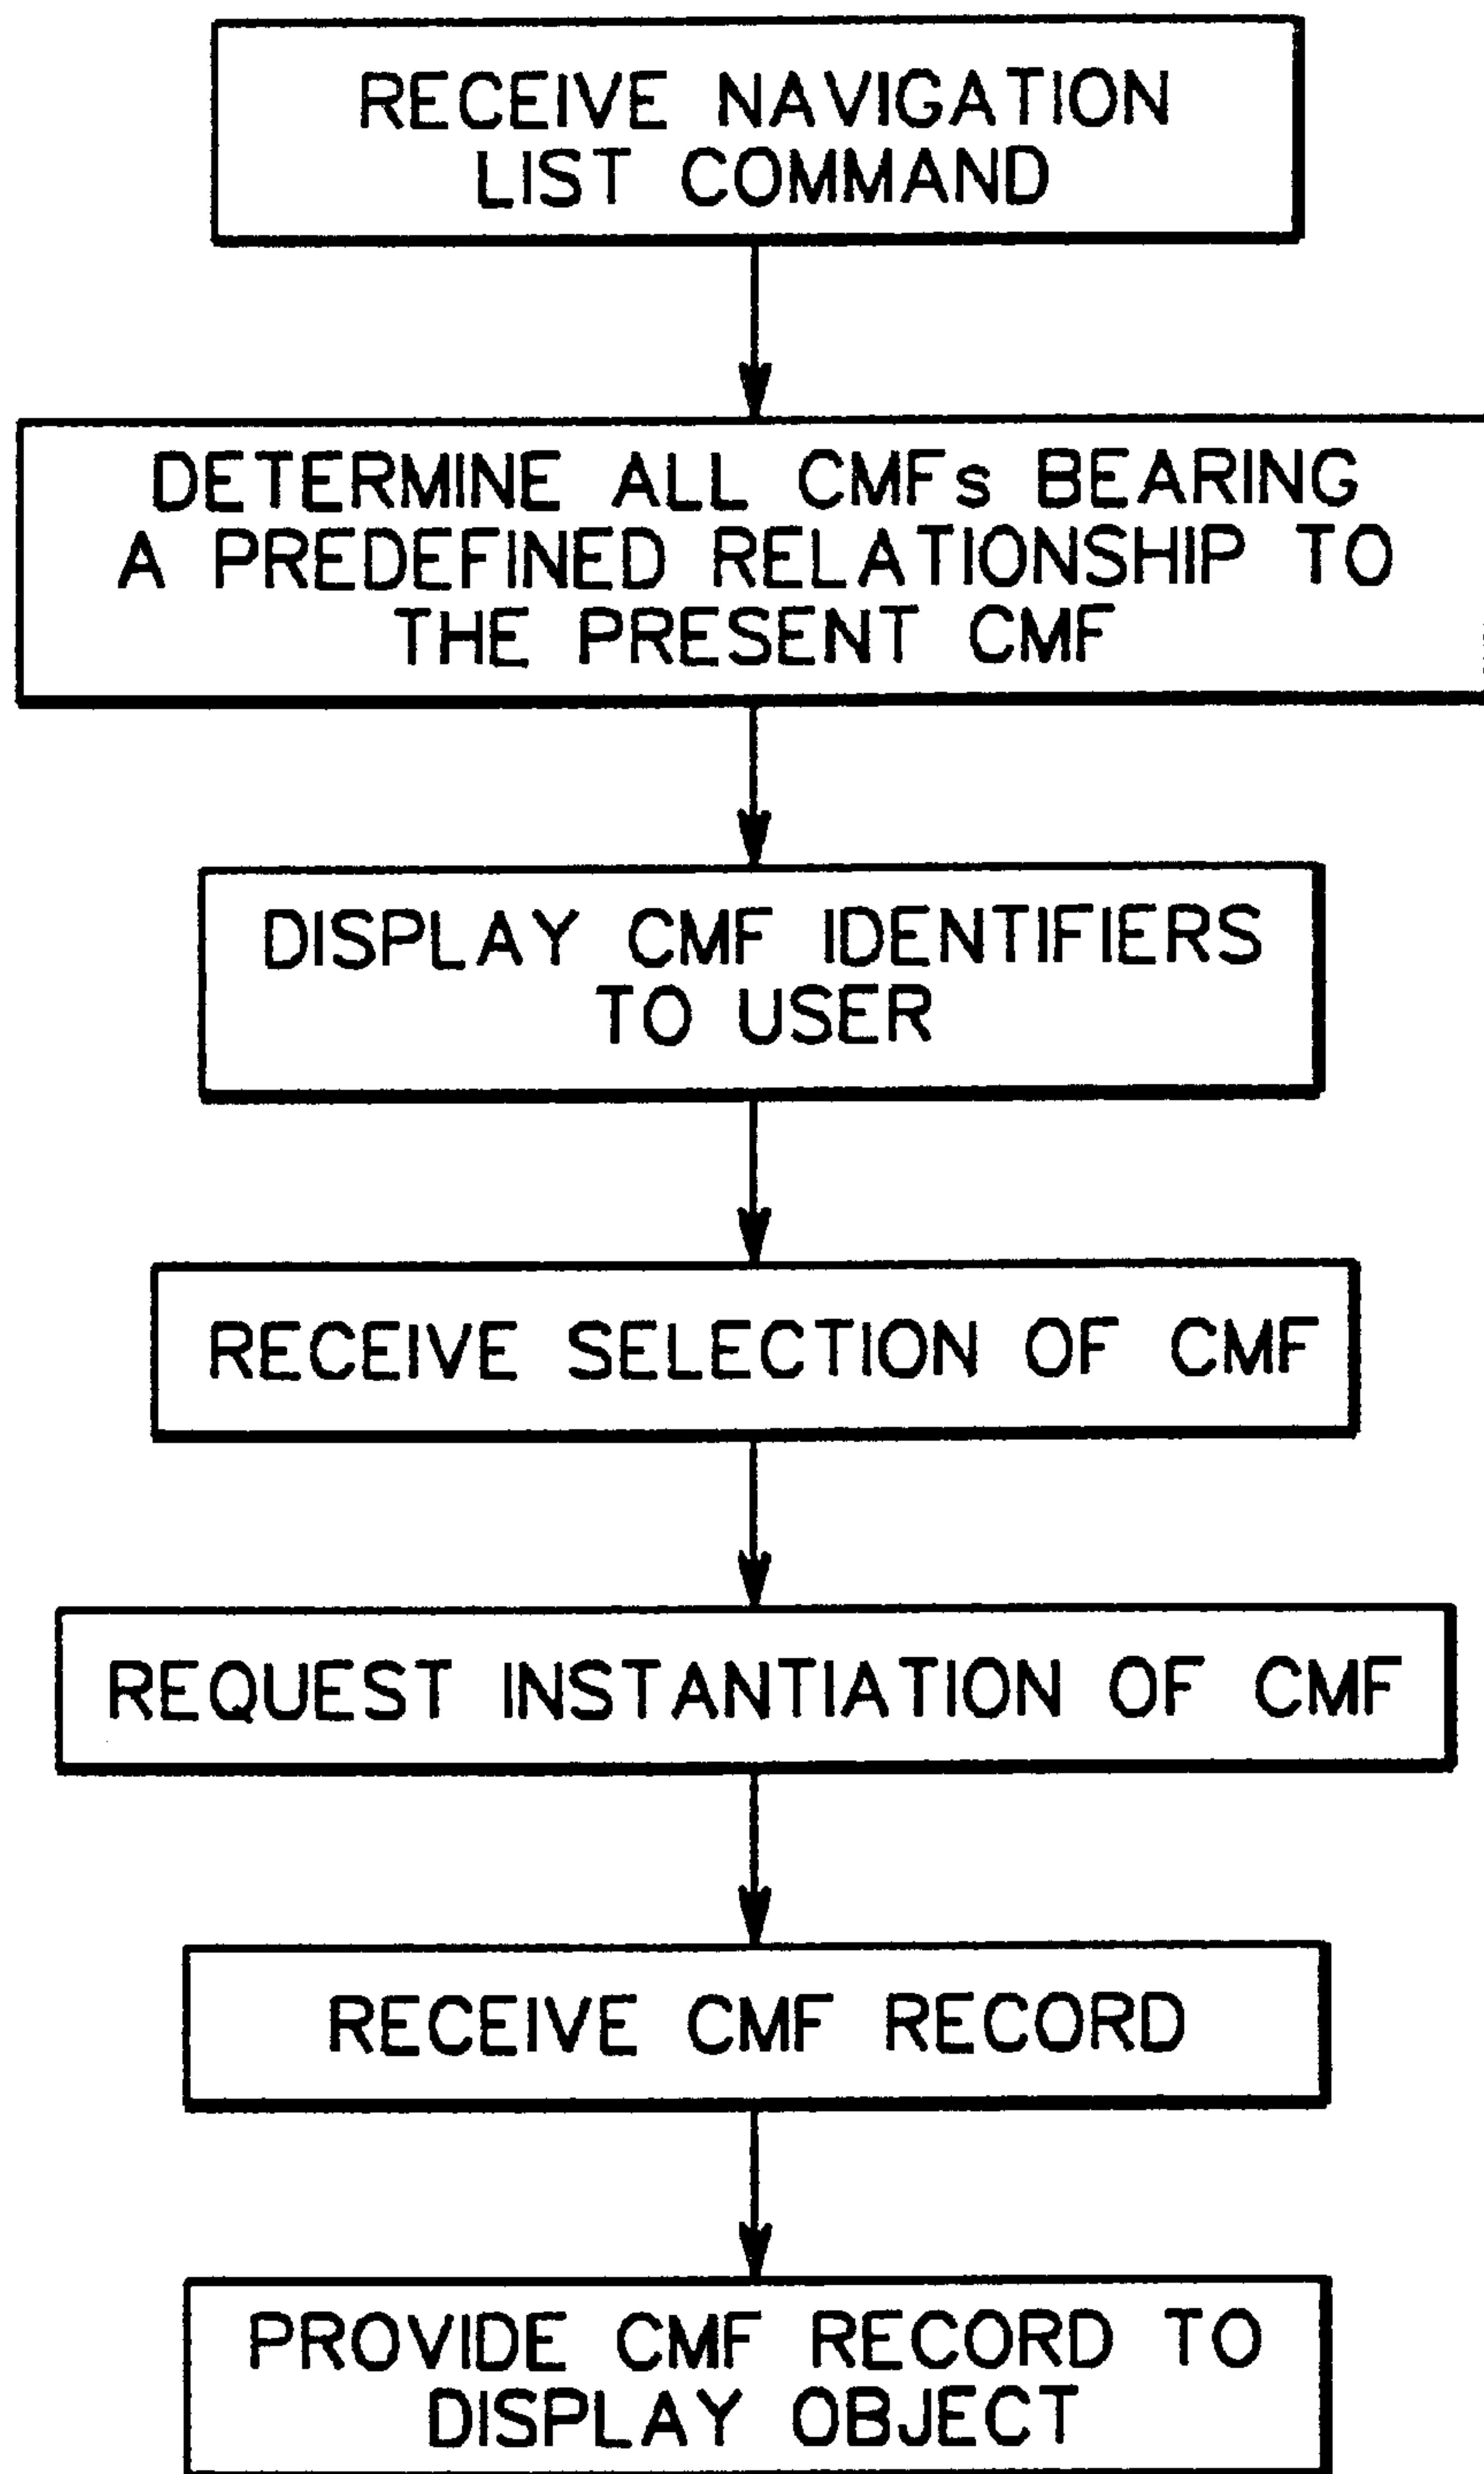 RECEIVE NAVIGATION
LIST COMMAND
DETERMINE ALL CMFs BEARING
A PREDEFINED RELATIONSHIP TO
THE PRESENT CMF
DISPLAY CMF IDENTIFIERS
TO USER
RECEIVE SELECTION OF CMF
REQUEST INSTANTIATION OF CMF
RECEIVE CMF RECORD
PROVIDE CMF RECORD TO
DISPLAY OBJECT